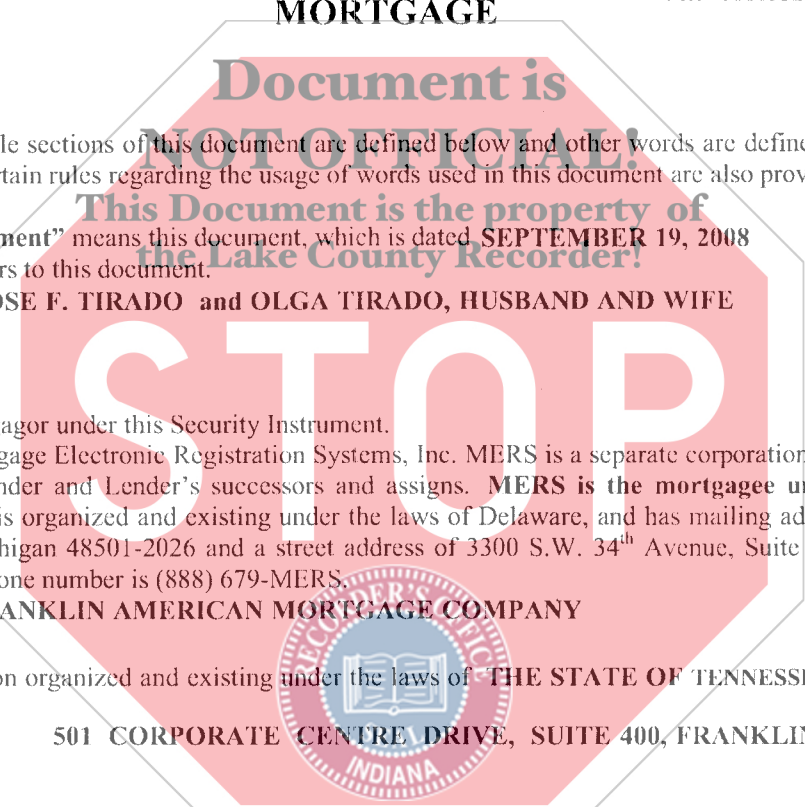 MORTGAGE
Document is
le sections of this document are defined below and other words are define
NOT OFFICIAL!
rtain rules regarding the usage of words used in this document are also prov
This Document is the property of
ment” means this document, which is dated SEPTEMBER 19, 2008
the Lake County Recorder!
rs to this document.
OSE F. TIRADO and OLGA TIRADO, HUSBAND AND WIFE
STOP
agor under this Security Instrument.
gage Electronic Registration Systems, Inc. MERS is a separate corporation
nder and Lender’s successors and assigns. MERS is the mortgagee un
is organized and existing under the laws of Delaware, and has mailing ad
higan 48501-2026 and a street address of 3300 S.W. 34th Avenue, Suite
one number is (888) 679-MERS.
ANKLIN AMERICAN MORTGAGE COMPANY
RECORDER'S OFFICE
on organized and existing under the laws of THE STATE OF TENNESSE
SEAL
501 CORPORATE CENTRE DRIVE, SUITE 400, FRANKLIN
INDIANA